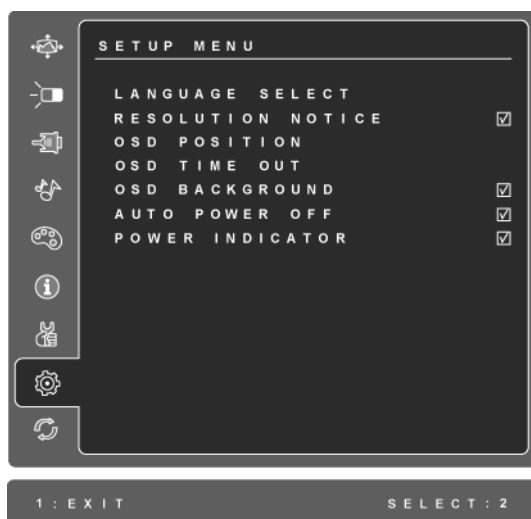 SETUP MENU
LANGUAGE SELECT
RESOLUTION NOTICE
OSD POSITION
OSD TIME OUT
OSD BACKGROUND
AUTO POWER OFF
POWER INDICATOR
1:EXIT SELECT:2